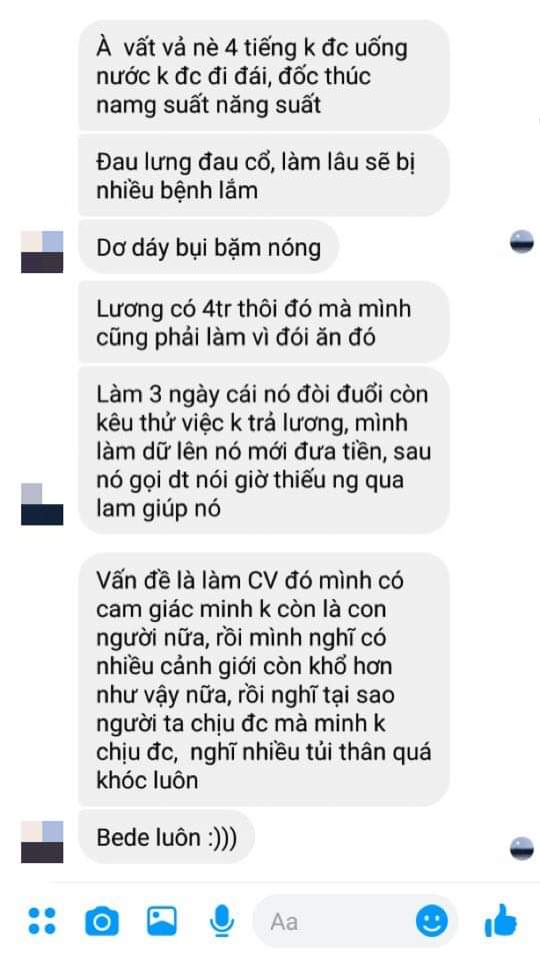 À vất vả nè 4 tiếng k đc uống
nước k đc đi đái, đốc thúc
namg suất năng suất
Đau lưng đau cổ, làm lâu sẽ bị
nhiều bệnh lắm
Dơ dáy bụi bặm nóng
Lương có 4tr thôi đó mà mình
cũng phải làm vì đói ăn đó
Làm 3 ngày cái nó đòi đuổi còn
kêu thử việc k trả lương, mình
làm dữ lên nó mới đưa tiền, sau
nó gọi dt nói giờ thiếu ng qua
lam giúp nó
Vấn đề là làm CV đó mình có
cam giác minh k còn là con
người nữa, rồi mình nghĩ có
nhiều cảnh giới còn khổ hơn
như vậy nữa, rồi nghĩ tại sao
người ta chịu đc mà minh k
chịu đc, nghĩ nhiều tủi thân quá
khóc luôn
Bede luôn :)))
Aa